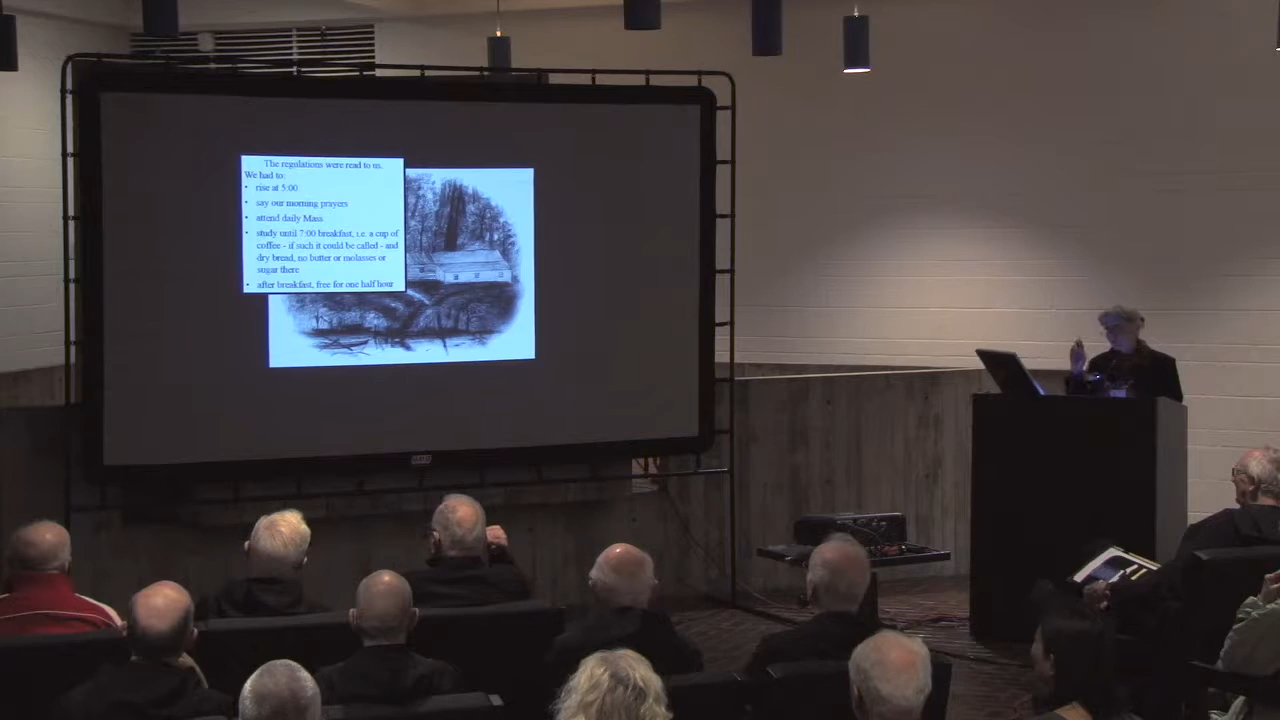 The regulations were read to us.
We had to:
• rise at 5:00
• say our morning prayers
• attend daily Mass
• study until 7:00 breakfast, i.e. a cup of
coffee - if such it could be called - and
dry bread, no butter or molasses or
sugar there
• after breakfast, free for one half hour